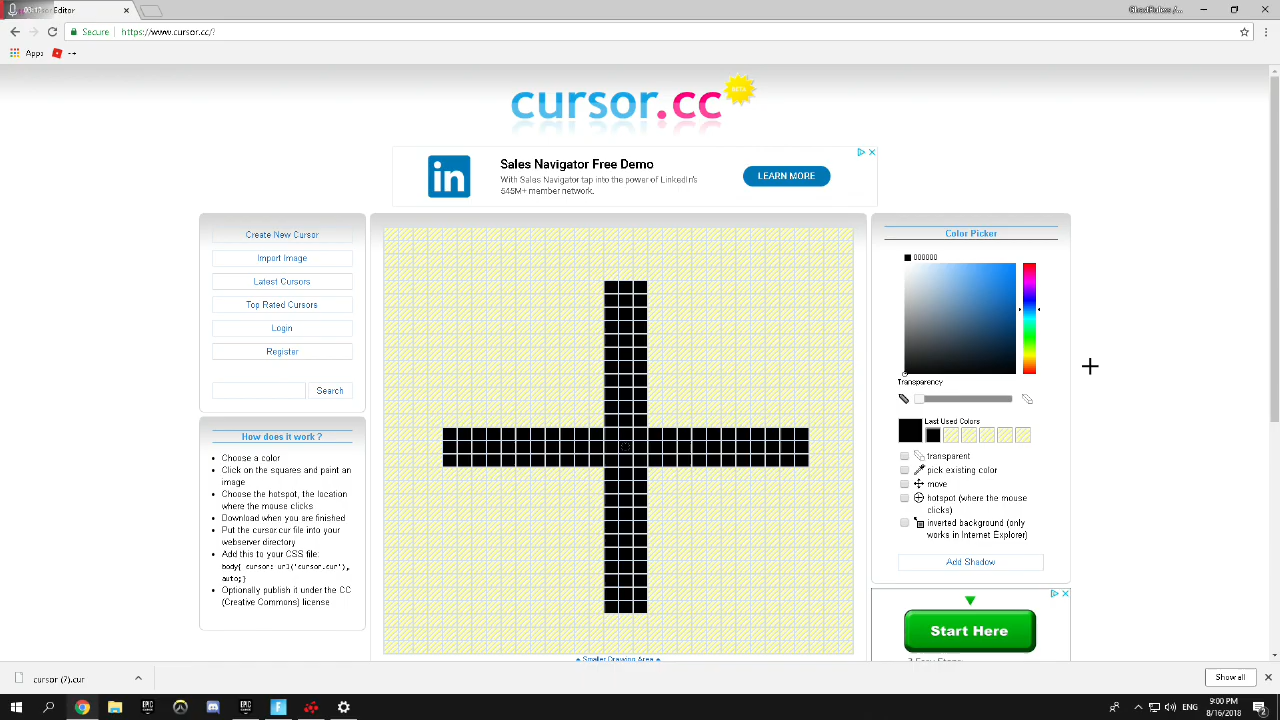 Cursor Editor
Secure
https://www.cursor.cc/?
Apps
cursor.cc
BETA
Sales Navigator Free Demo
With Sales Navigator tap into the power of LinkedIn's
545M+ member network.
LEARN MORE
in
Create New Cursor
Import Image
Latest Cursors
Top Rated Cursors
Login
Register
Search
How does it work ?
Choose a color
Click on the squares and paint an
image
Choose the hotspot, the location
where the mouse clicks
Download when you are finished
Put the cursor.cur file into your
webserver directory
Add this to your CSS file:
body{ cursor: url('cursor.cur'),
auto;}
Optionally publish it under the CC
(Creative Commons) license
Smaller Drawing Area
Color Picker
000000
Transparency
Last Used Colors
transparent
pick existing color
move
hotspot (where the mouse
clicks)
inverted background (only
works in Internet Explorer)
Add Shadow
Start Here
cursor (7).cur
Show all
EPIC
GAMES
EPIC
GAMES
ENG
9:00 PM
8/16/2018